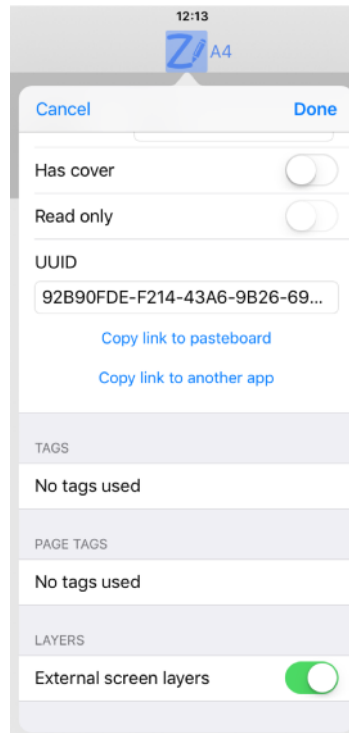 12:13
A4
Cancel Done
Has cover
Read only
UUID
92B90FDE-F214-43A6-9B26-69...
Copy link to pasteboard
Copy link to another app
TAGS
No tags used
PAGE TAGS
No tags used
LAYERS
External screen layers